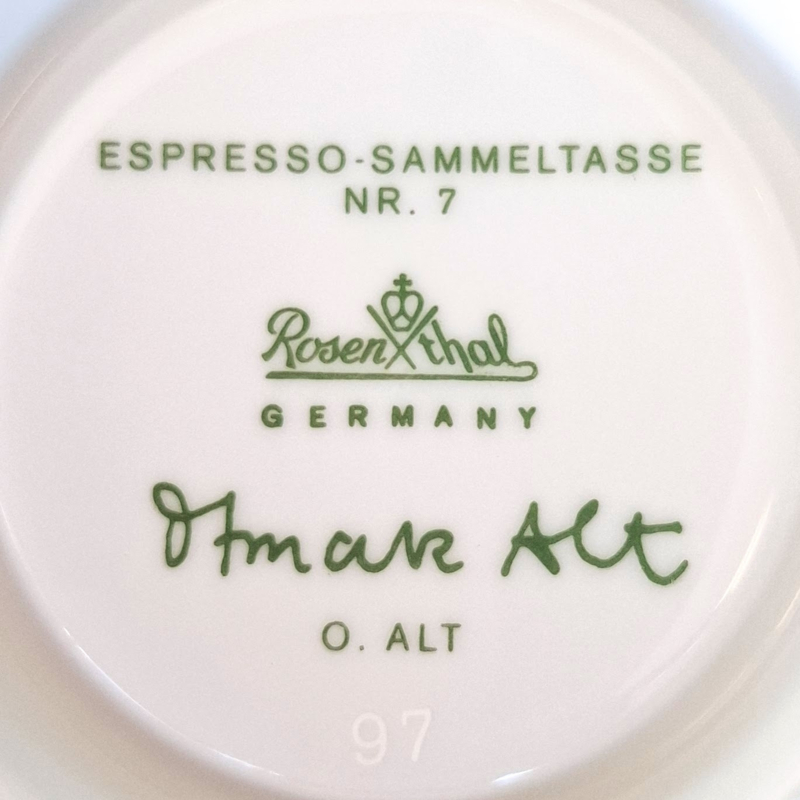 ESPRESSO-SAMMELTASSE
NR. 7
Rosenthal
GERMANY
Otmar Alt
O. ALT
97